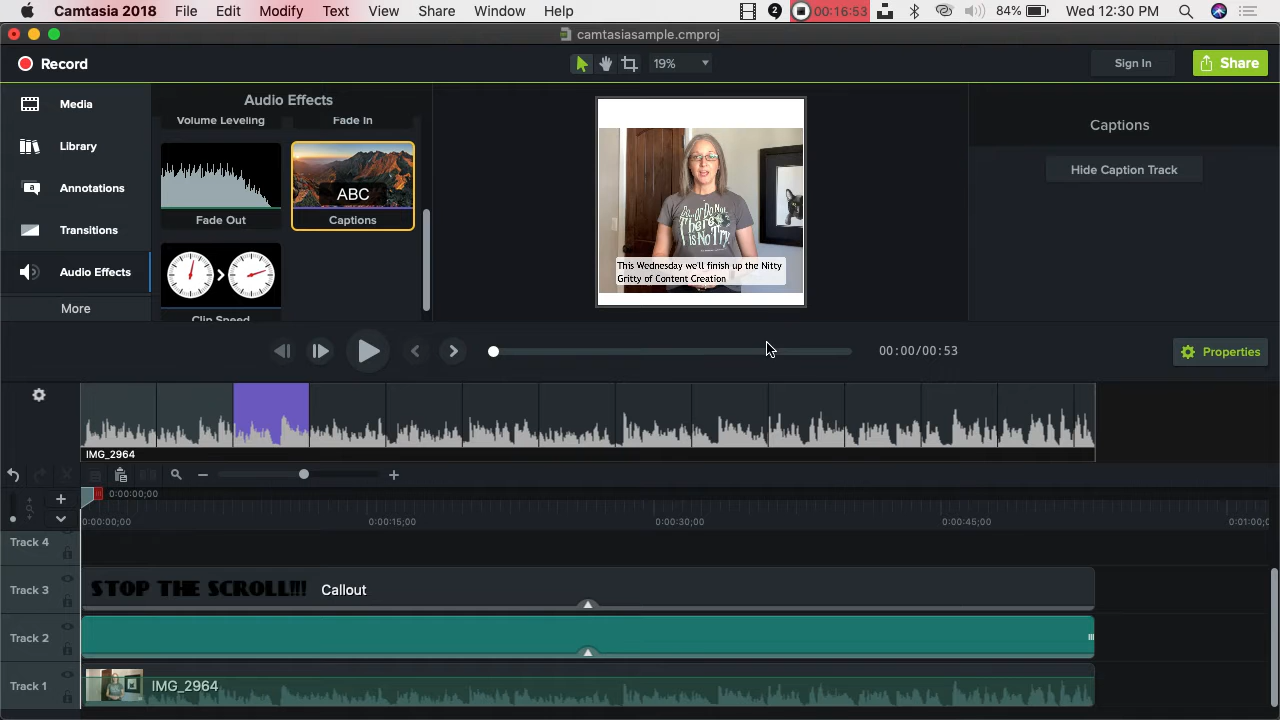 Camtasia 2018 File Edit Modify Text View Share Window Help 2 00:16:53 84% Wed 12:30 PM
camtasiasample.cmproj
Record 19% Sign In Share
Media
Library
Annotations
Transitions
Audio Effects
More
Audio Effects
Volume Leveling Fade In
ABC
Fade Out Captions
Clip Speed
This Wednesday we'll finish up the Nitty
Gritty of Content Creation
Captions
Hide Caption Track
00:00/00:53
Properties
IMG_2964
0:00:00;00
0:00:00;00 0:00:15;00 0:00:30;00 0:00:45;00 0:01:00;
Track 4
Track 3 STOP THE SCROLL!!! Callout
Track 2
Track 1 IMG_2964